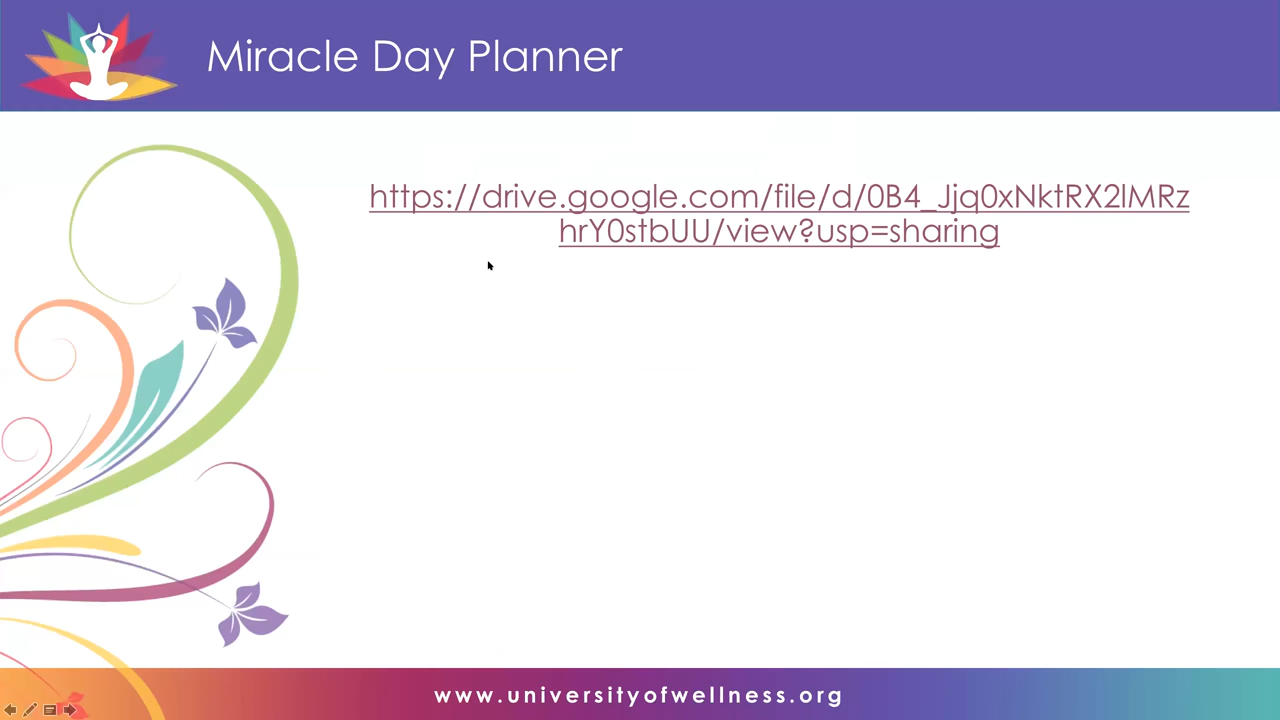 Miracle Day Planner
https://drive.google.com/file/d/0B4_Jjq0xNktRX2lMRz
hrY0stbUU/view?usp=sharing
www.universityofwellness.org